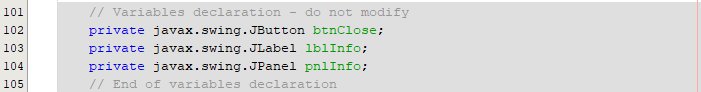 101 // Variables declaration - do not modify
102 private javax.swing.JButton btnClose;
103 private javax.swing.JLabel lblInfo;
104 private javax.swing.JPanel pnlInfo;
105 // End of variables declaration